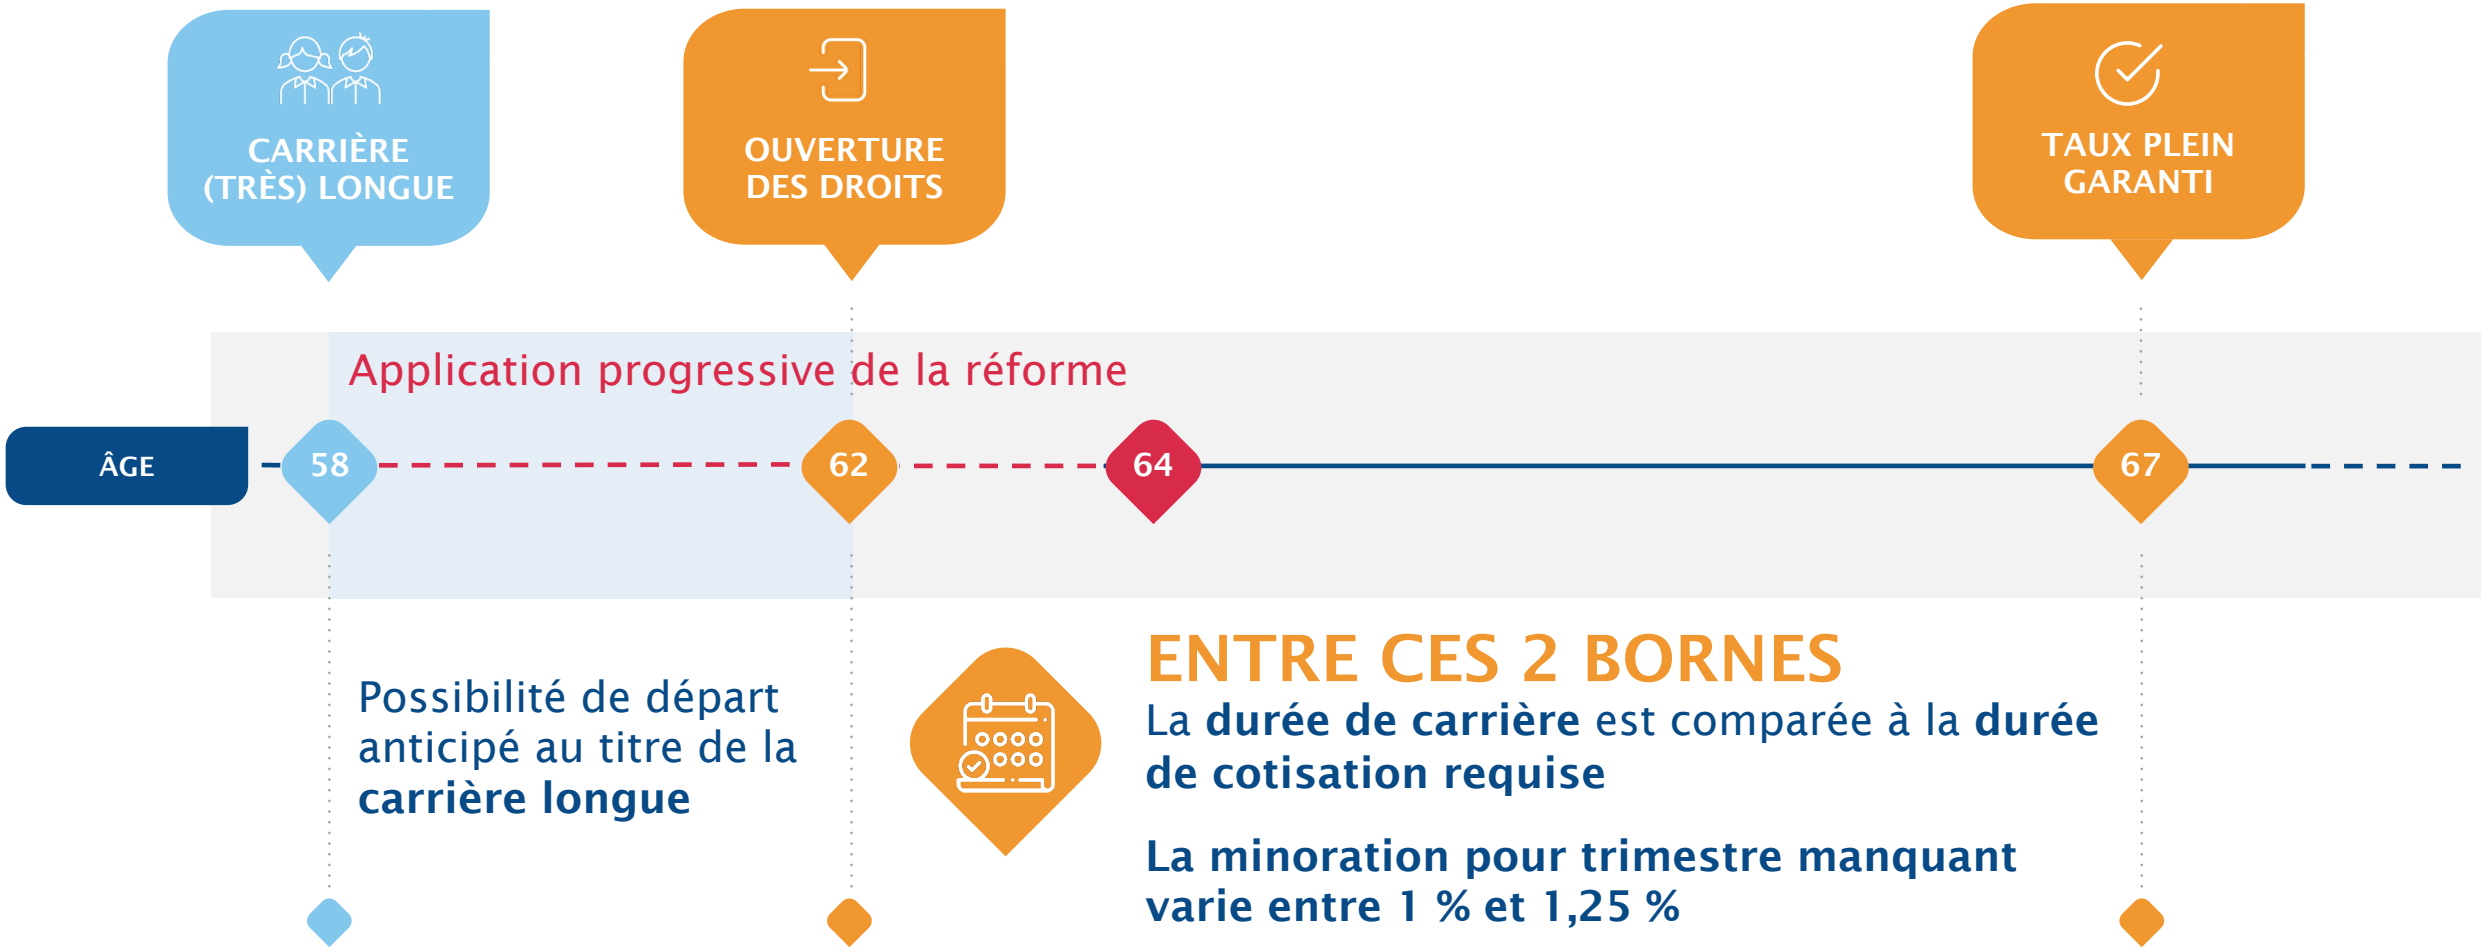 CARRIÈRE
(TRÈS) LONGUE
OUVERTURE
DES DROITS
TAUX PLEIN
GARANTI
Application progressive de la réforme
ÂGE
58
62
64
67
Possibilité de départ
anticipé au titre de la
carrière longue
ENTRE CES 2 BORNES
La durée de carrière est comparée à la durée
de cotisation requise
La minoration pour trimestre manquant
varie entre 1 % et 1,25 %